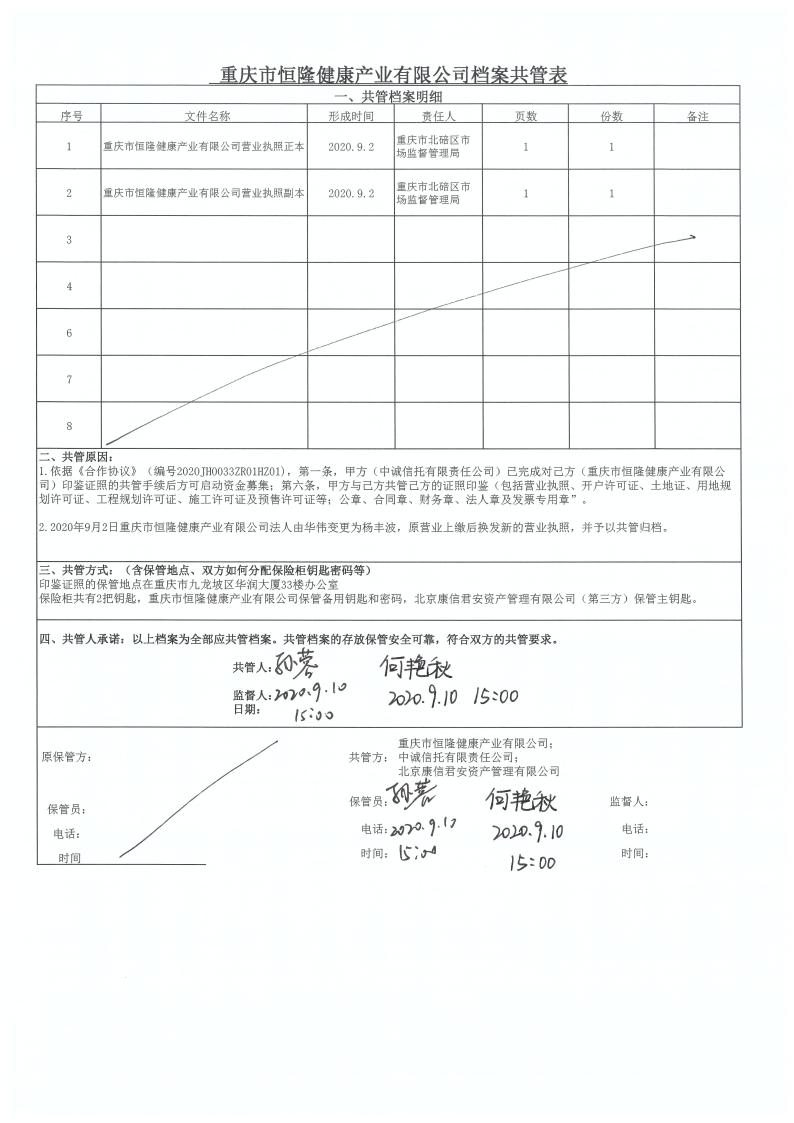 重庆市恒隆健康产业有限公司档案共管表
一、共管档案明细
序号 文件名称 形成时间 责任人 页数 份数 备注
1 重庆市恒隆健康产业有限公司营业执照正本 2020.9.2 重庆市北碚区市场监督管理局 1 1
2 重庆市恒隆健康产业有限公司营业执照副本 2020.9.2 重庆市北碚区市场监督管理局 1 1
3
4
6
7
8
二、共管原因:
1.依据《合作协议》（编号2020JH0033ZR01HZ01)，第一条，甲方（中诚信托有限责任公司）已完成对己方（重庆市恒隆健康产业有限公
司）印鉴证照的共管手续后方可启动资金募集；第六条，甲方与己方共管己方的证照印鉴（包括营业执照、开户许可证、土地证、用地规
划许可证、工程规划许可证、施工许可证及预售许可证等；公章、合同章、财务章、法人章及发票专用章”。
2.2020年9月2日重庆市恒隆健康产业有限公司法人由华伟变更为杨丰波，原营业上缴后换发新的营业执照，并予以共管归档。
三、共管方式：（含保管地点、双方如何分配保险柜钥匙密码等）
印鉴证照的保管地点在重庆市九龙坡区华润大厦33楼办公室
保险柜共有2把钥匙，重庆市恒隆健康产业有限公司保管备用钥匙和密码，北京康信君安资产管理有限公司（第三方）保管主钥匙。
四、共管人承诺：以上档案为全部应共管档案。共管档案的存放保管安全可靠，符合双方的共管要求。
共管人：孙蓉 何艳秋
监督人：2020.9.10 2020.9.10 15:00
日期： 15:00
原保管方： 共管方： 重庆市恒隆健康产业有限公司；
中诚信托有限责任公司；
北京康信君安资产管理有限公司
保管员： 保管员：孙蓉 何艳秋 监督人：
电话： 电话：2020.9.10 2020.9.10 电话：
时间 时间：15:00 15:00 时间：